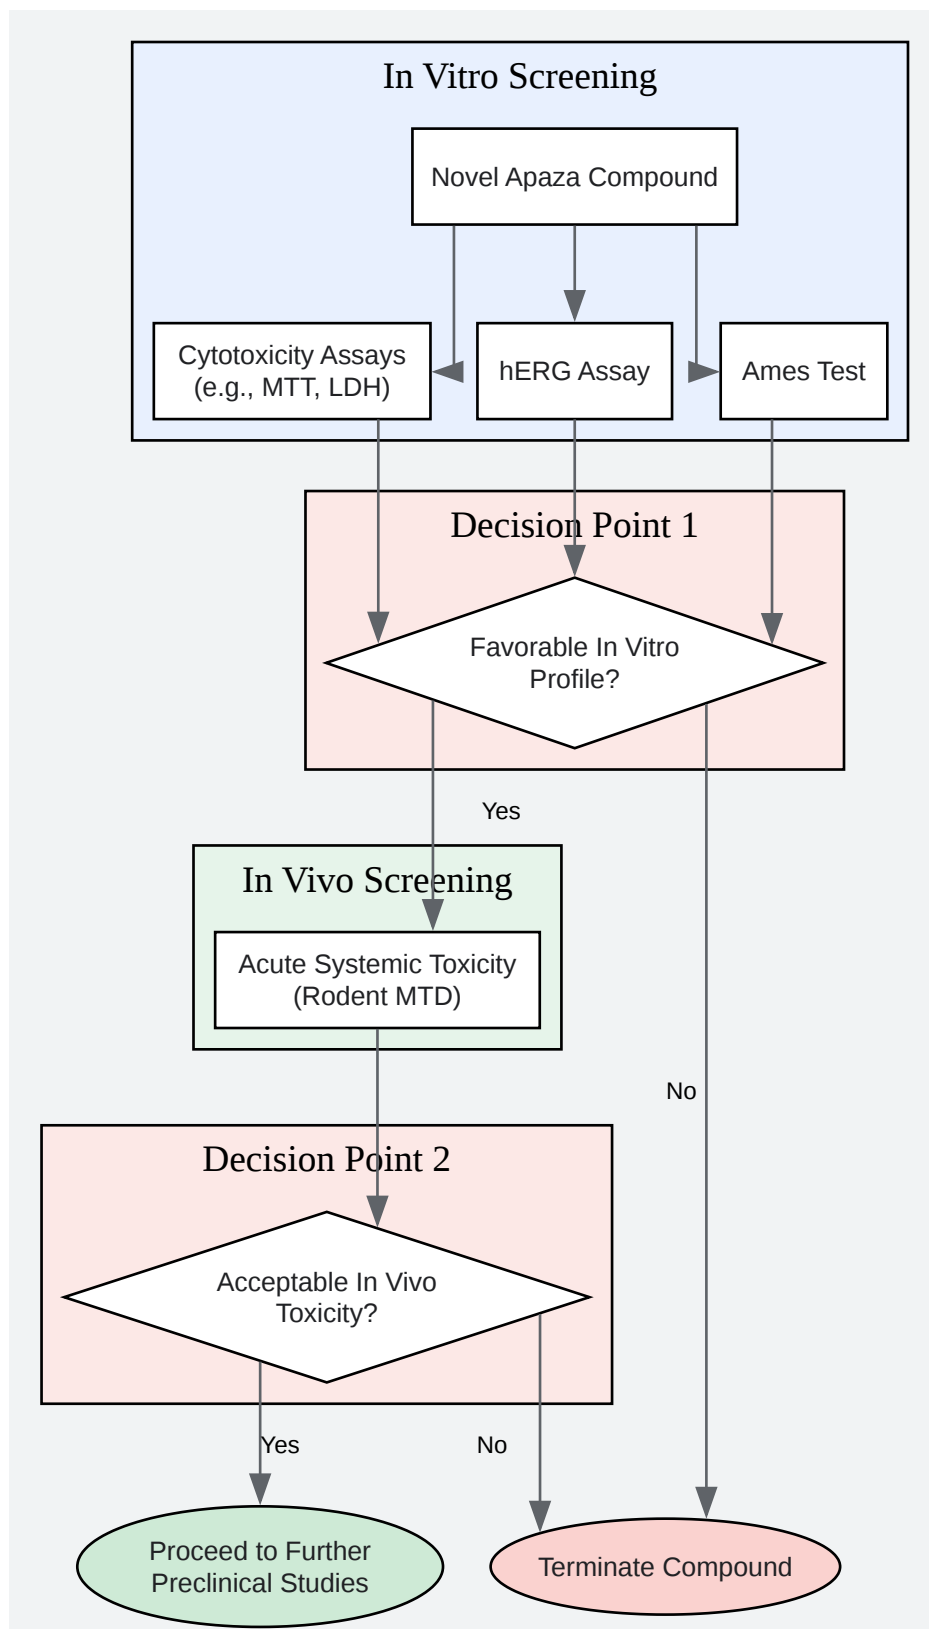 In Vitro Screening
Novel Apaza Compound
Cytotoxicity Assays
(e.g., MTT, LDH)
hERG Assay
Ames Test
Decision Point 1
Favorable In Vitro
Profile?
Yes
In Vivo Screening
Acute Systemic Toxicity
(Rodent MTD)
No
Decision Point 2
Acceptable In Vivo
Toxicity?
Yes
No
Proceed to Further
Preclinical Studies
Terminate Compound